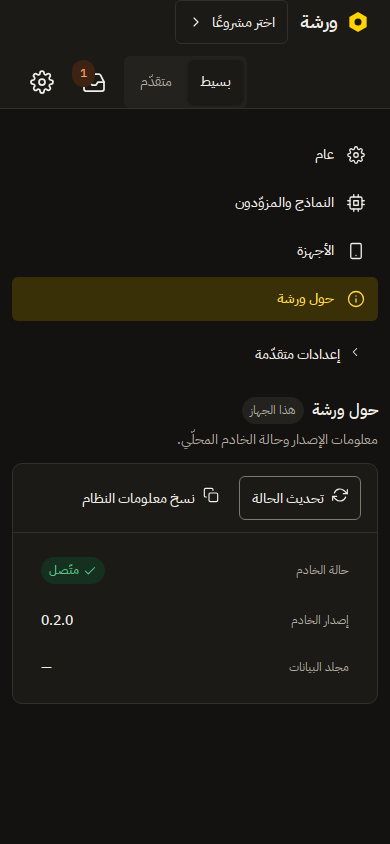 ورشة
اختر مشروعًا
بسيط
متقدّم
1
عام
النماذج والمزوّدون
الأجهزة
حول ورشة
إعدادات متقدّمة
حول ورشة
هذا الجهاز
معلومات الإصدار وحالة الخادم المحلّي.
تحديث الحالة
نسخ معلومات النظام
حالة الخادم
متّصل
إصدار الخادم
0.2.0
مجلد البيانات
—